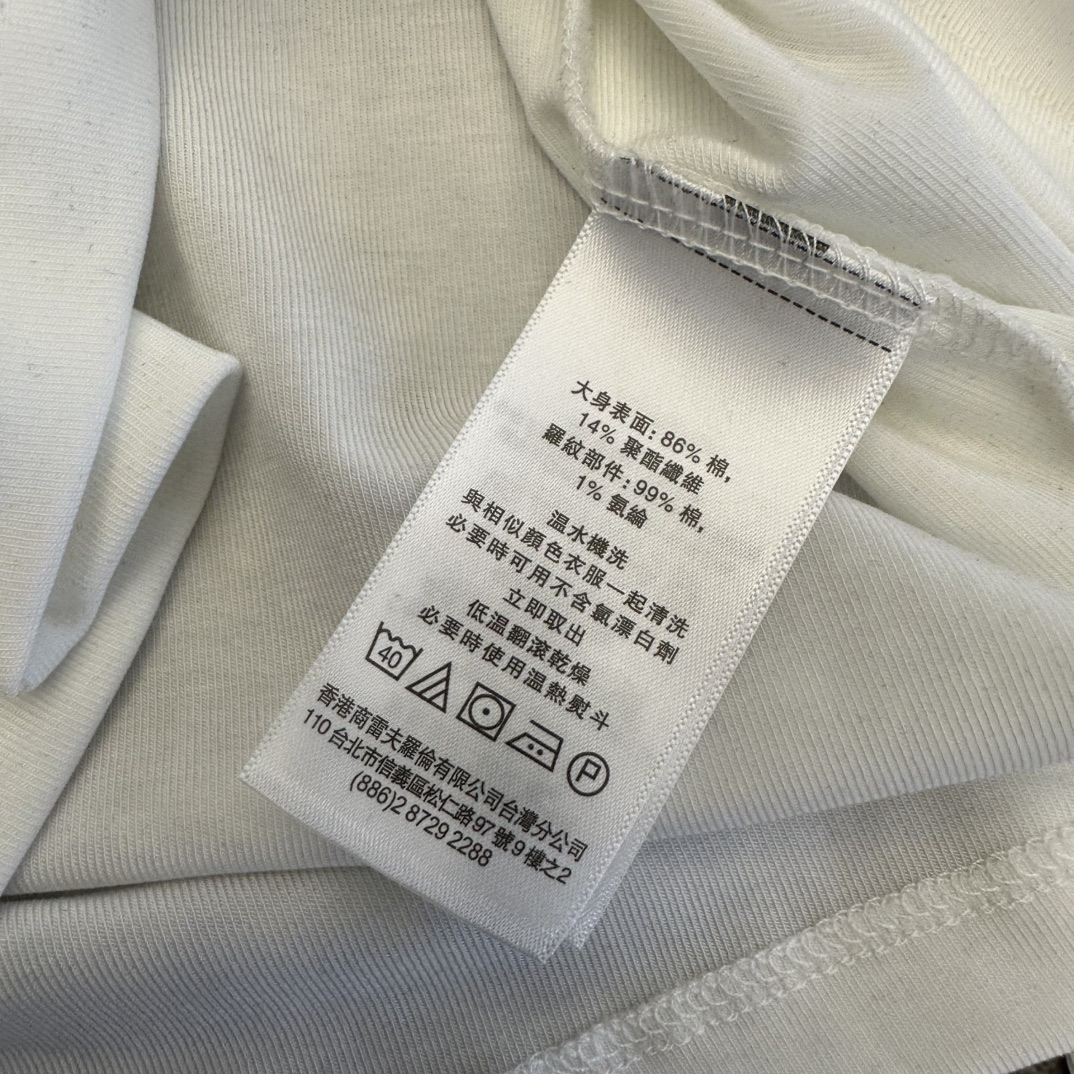 大身表面: 86% 棉,
14% 聚酯纖維
羅紋部件: 99% 棉,
1% 氨綸
溫水機洗
與相似顏色衣服一起清洗
必要時可用不含氯漂白劑
立即取出
低溫翻滾乾燥
必要時使用溫熱熨斗
40 P
香港商雷夫羅倫有限公司台灣分公司
110 台北市信義區松仁路97 號9 樓之2
(886)2 8729 2288